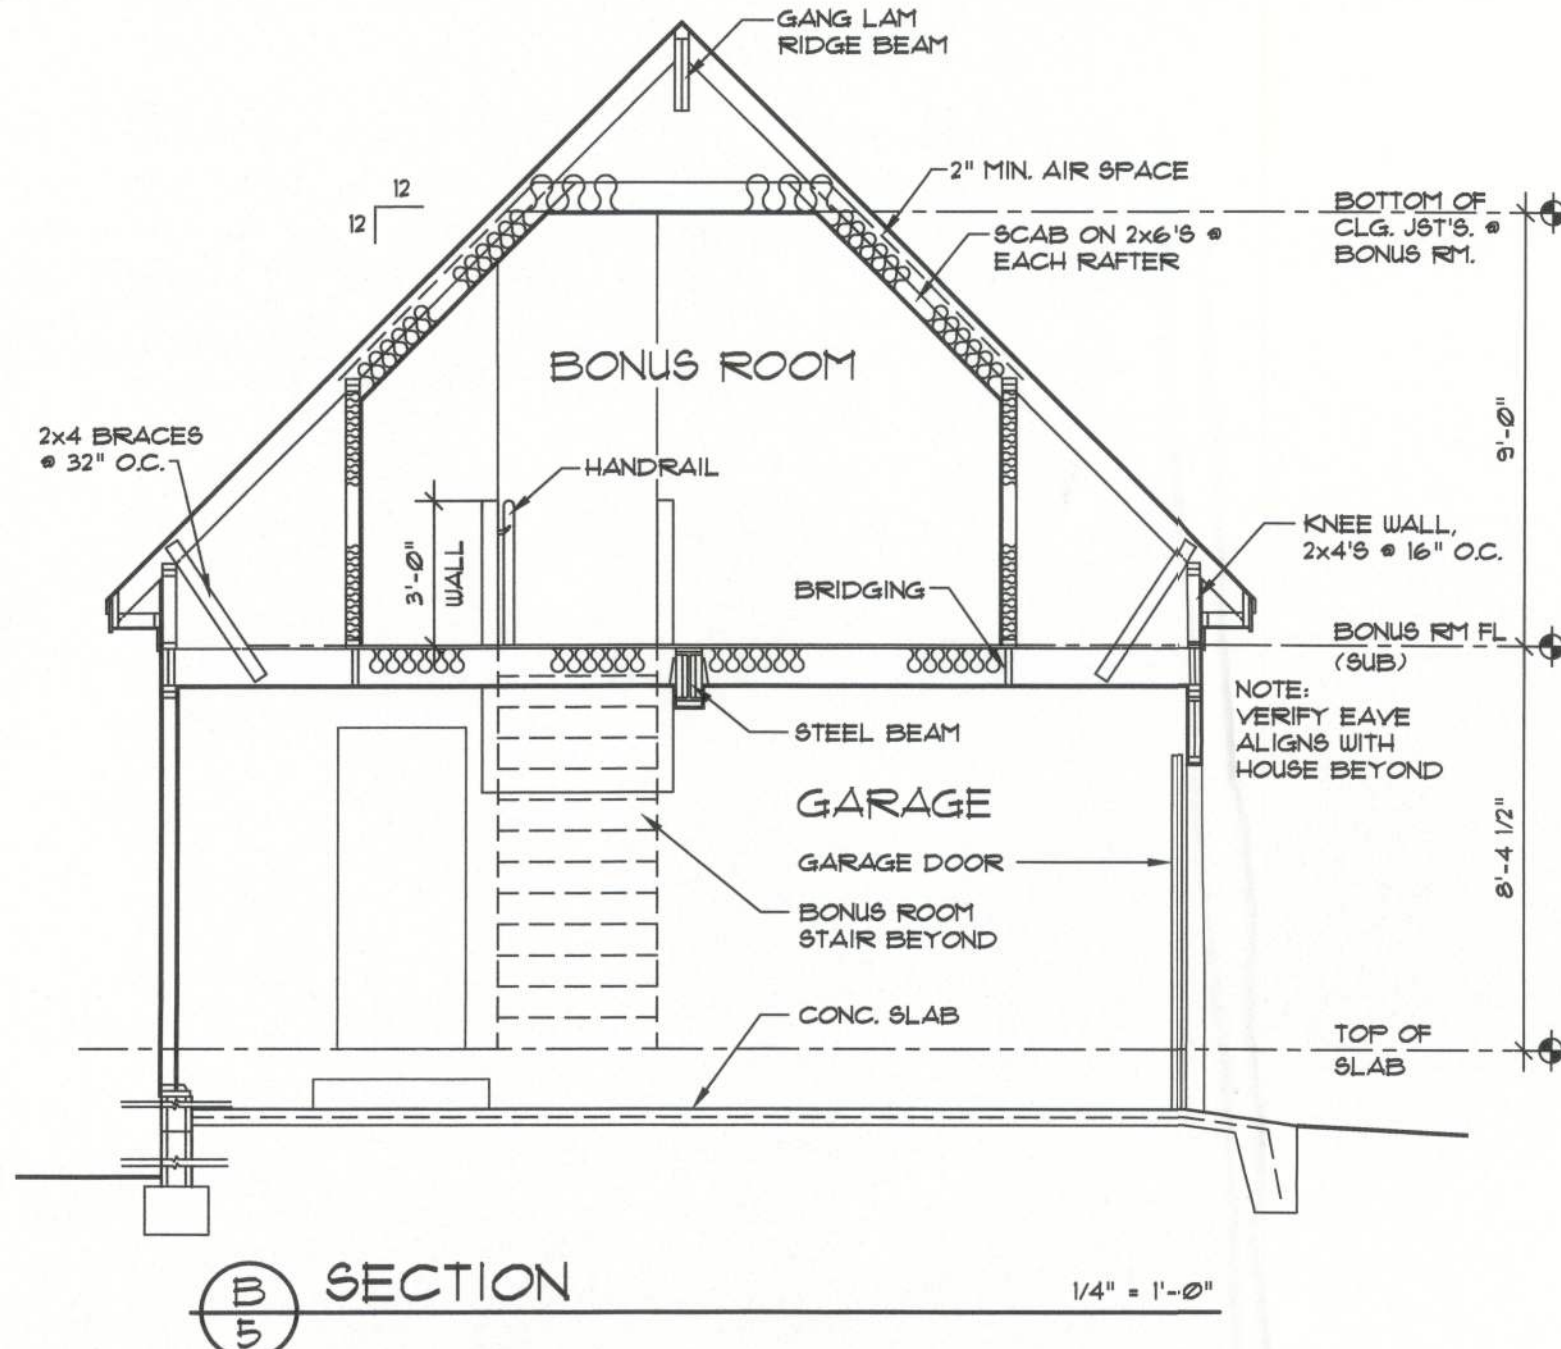 GANG LAM
RIDGE BEAM
2" MIN. AIR SPACE
12
12
BOTTOM OF
CLG. JST'S. @
BONUS RM.
SCAB ON 2x6'S @
EACH RAFTER
BONUS ROOM
9'-0"
2x4 BRACES
@ 32" O.C.
HANDRAIL
3'-0"
WALL
KNEE WALL,
2x4'S @ 16" O.C.
BRIDGING
BONUS RM FL
(SUB)
NOTE:
VERIFY EAVE
ALIGNS WITH
HOUSE BEYOND
STEEL BEAM
GARAGE
8'-4 1/2"
GARAGE DOOR
BONUS ROOM
STAIR BEYOND
CONC. SLAB
TOP OF
SLAB
B
5
SECTION
1/4" = 1'-0"